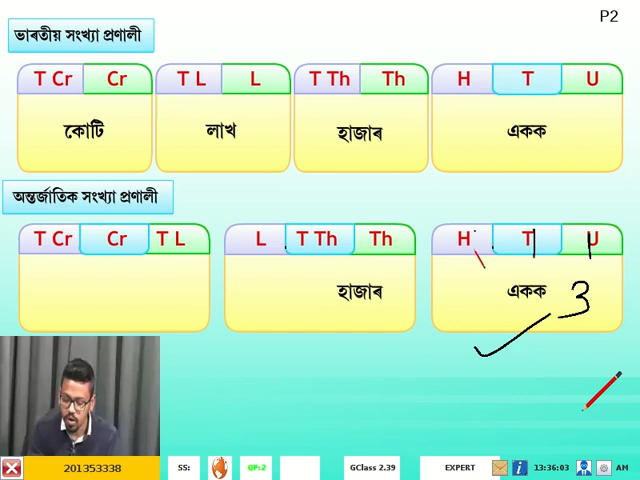 P2
ভাৰতীয় সংখ্যা প্ৰণালী
T Cr Cr T L L T Th Th H T U
কোটি লাখ হাজাৰ একক
অন্তৰ্জাতিক সংখ্যা প্ৰণালী
T Cr Cr T L L T Th Th H T U
হাজাৰ একক 3
201353338 SS: QP:2 GClass 2.39 EXPERT 13:36:03 AM